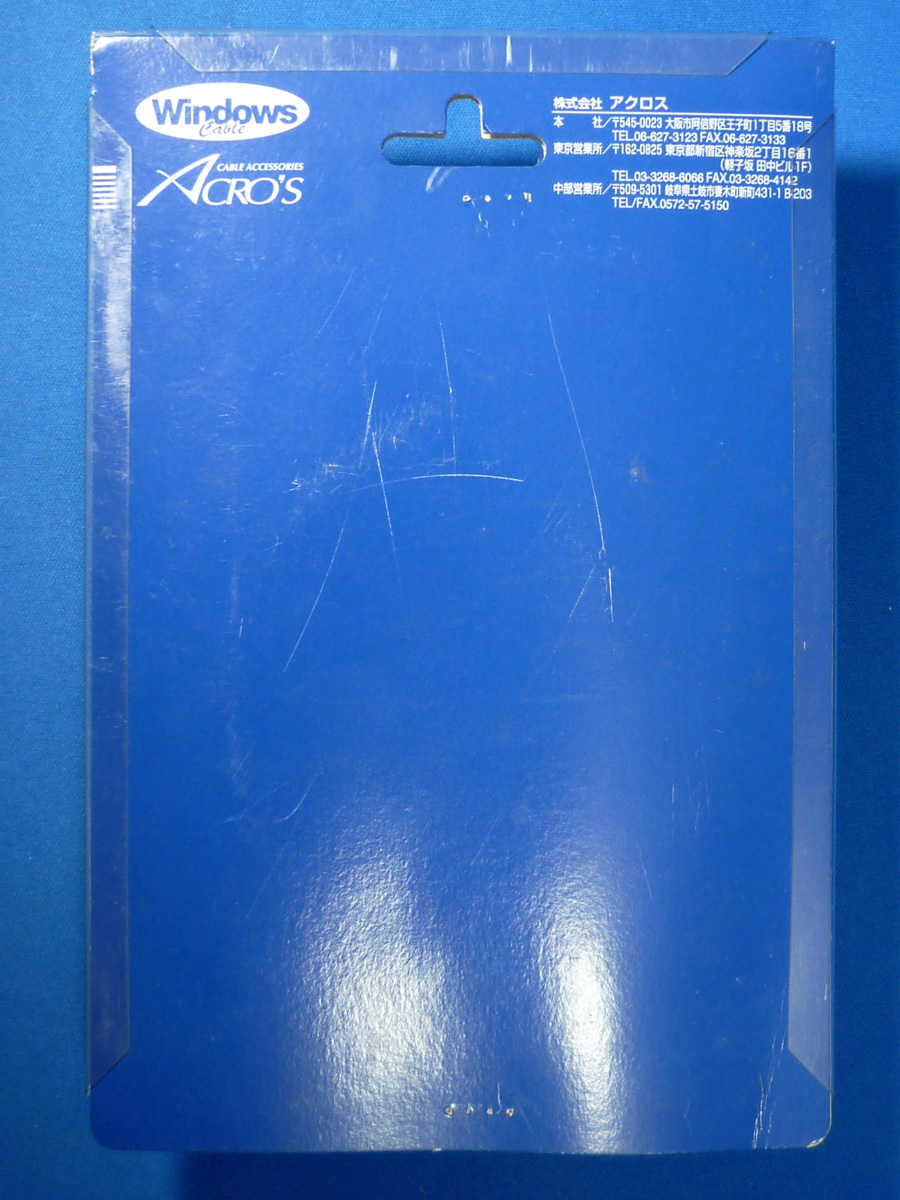 Windows
Cable
CABLE ACCESSORIES
ACRO'S
株式会社 アクロス
本 社/〒545-0023 大阪市阿倍野区王子町1丁目5番18号
TEL.06-627-3123 FAX.06-627-3133
東京営業所/〒162-0825 東京都新宿区神楽坂2丁目16番1
(軽子坂 田中ビル1F)
TEL.03-3268-6066 FAX.03-3268-4142
中部営業所/〒509-5301 岐阜県土岐市妻木町新町431-1 B-203
TEL/FAX.0572-57-5150